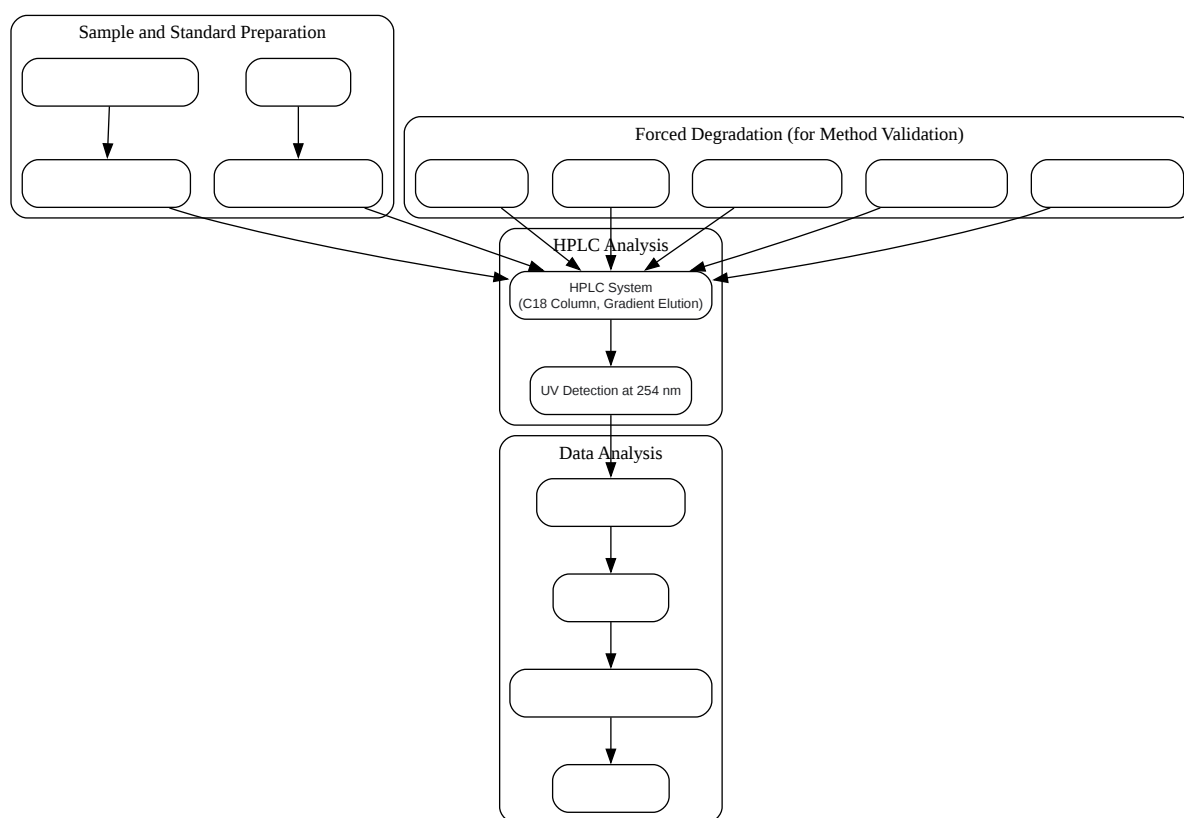 Sample and Standard Preparation
Forced Degradation (for Method Validation)
HPLC Analysis
HPLC System
(C18 Column, Gradient Elution)
UV Detection at 254 nm
Data Analysis